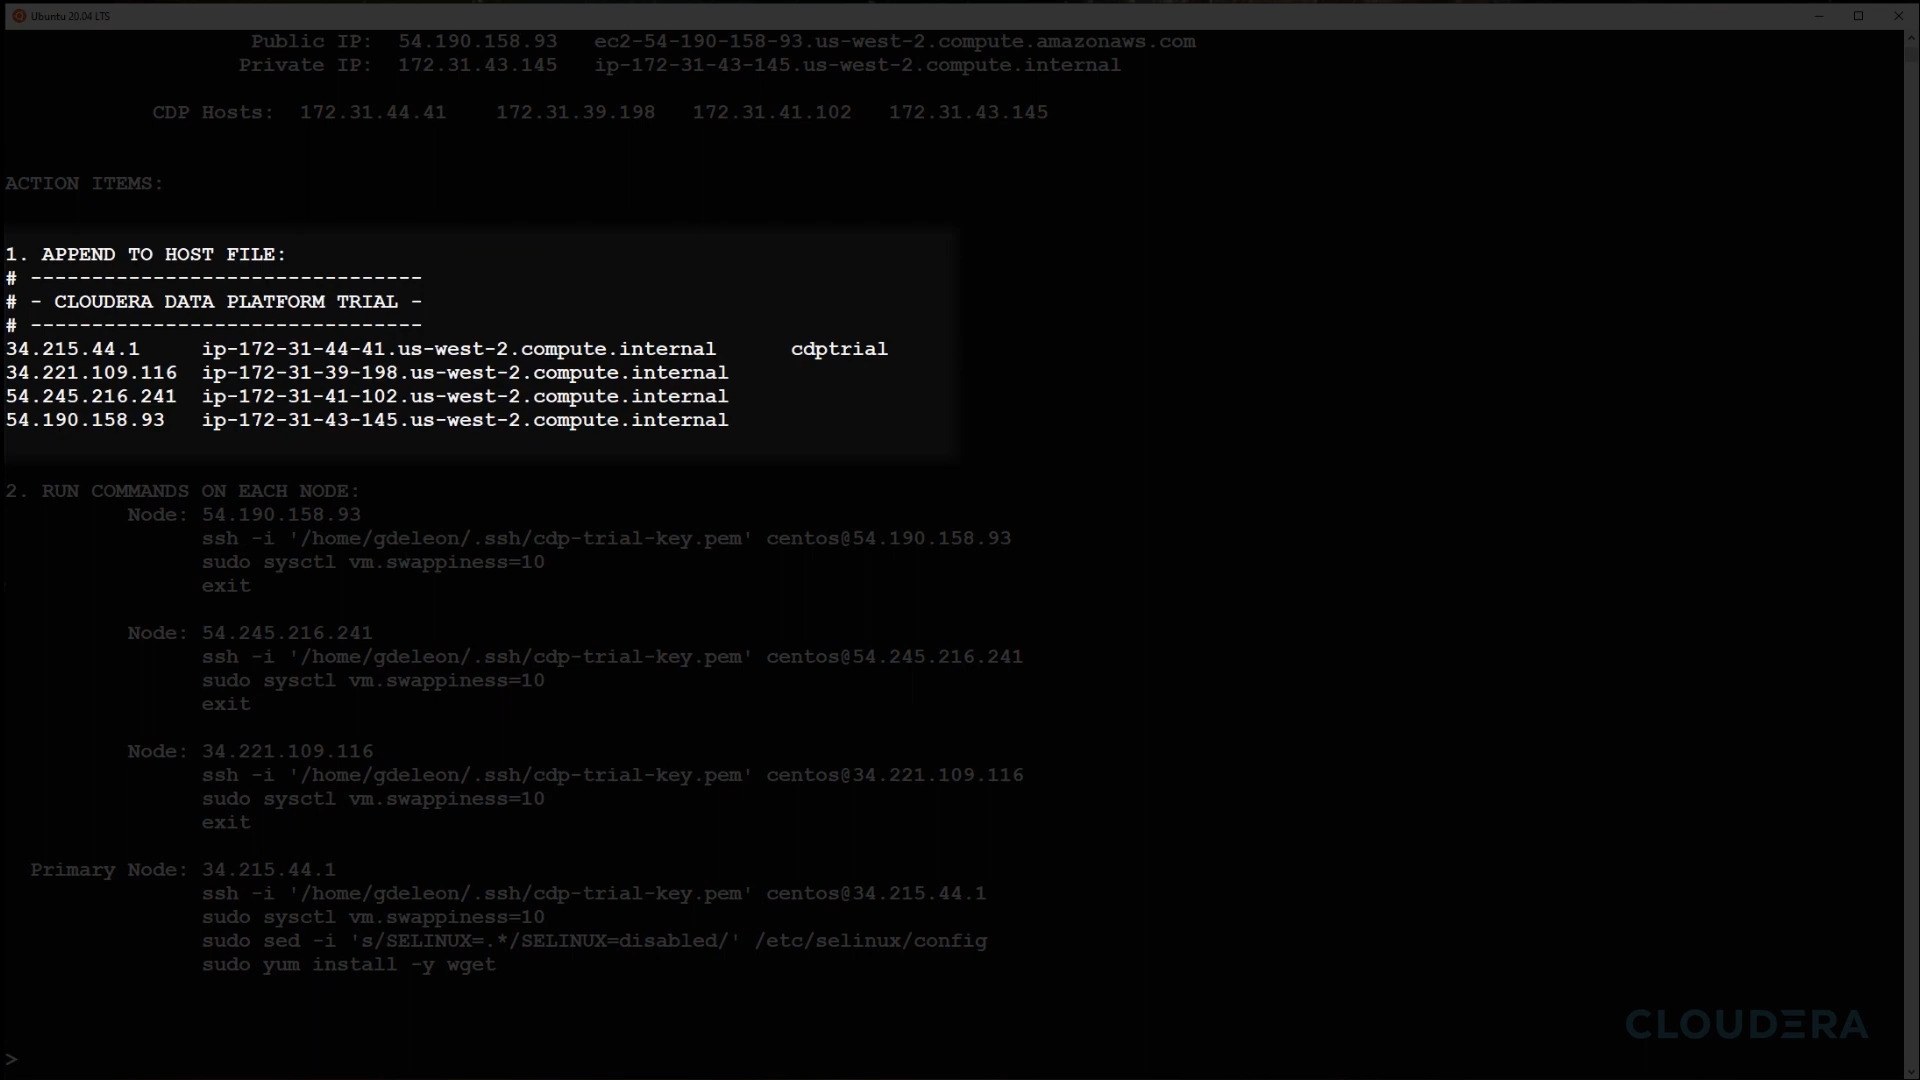 Ubuntu 20.04 LTS
Public IP: 54.190.158.93 ec2-54-190-158-93.us-west-2.compute.amazonaws.com
Private IP: 172.31.43.145 ip-172-31-43-145.us-west-2.compute.internal
CDP Hosts: 172.31.44.41 172.31.39.198 172.31.41.102 172.31.43.145
ACTION ITEMS:
1. APPEND TO HOST FILE:
# --------------------------------
# - CLOUDERA DATA PLATFORM TRIAL -
# --------------------------------
34.215.44.1 ip-172-31-44-41.us-west-2.compute.internal cdptrial
34.221.109.116 ip-172-31-39-198.us-west-2.compute.internal
54.245.216.241 ip-172-31-41-102.us-west-2.compute.internal
54.190.158.93 ip-172-31-43-145.us-west-2.compute.internal
2. RUN COMMANDS ON EACH NODE:
Node: 54.190.158.93
ssh -i '/home/gdeleon/.ssh/cdp-trial-key.pem' centos@54.190.158.93
sudo sysctl vm.swappiness=10
exit
Node: 54.245.216.241
ssh -i '/home/gdeleon/.ssh/cdp-trial-key.pem' centos@54.245.216.241
sudo sysctl vm.swappiness=10
exit
Node: 34.221.109.116
ssh -i '/home/gdeleon/.ssh/cdp-trial-key.pem' centos@34.221.109.116
sudo sysctl vm.swappiness=10
exit
Primary Node: 34.215.44.1
ssh -i '/home/gdeleon/.ssh/cdp-trial-key.pem' centos@34.215.44.1
sudo sysctl vm.swappiness=10
sudo sed -i 's/SELINUX=.*/SELINUX=disabled/' /etc/selinux/config
sudo yum install -y wget
CLOUDERA
>